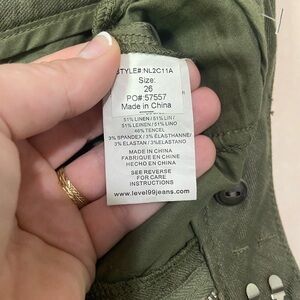 STYLE#:NL2C11A
Size:
26
PO#:57557
Made in China
51% LINEN / 51% LIN /
51% LEINEN / 51% LINO
46% TENCEL
3% SPANDEX / 3% ÉLASTHANNE/
3% ELASTAN / 3%ELASTANO
MADE IN CHINA
FABRIQUE EN CHINE
HECHO EN CHINA
SEE REVERSE
FOR CARE
INSTRUCTIONS
www.level99jeans.com